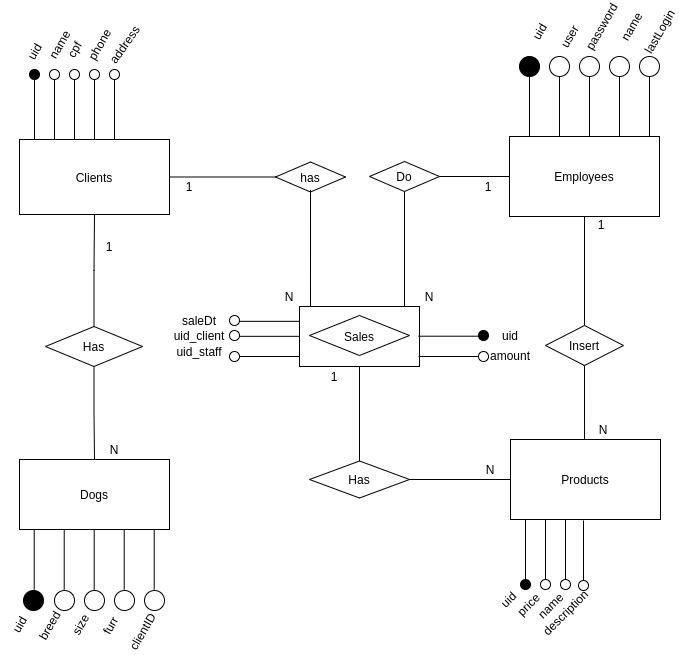 uid
name
cpf
phone
address
uid
user
password
name
lastLogin
Clients
1
has
Do
1
Employees
1
1
N
N
saleDt
uid_client
uid_staff
Sales
uid
amount
Has
Insert
1
N
N
Has
N
Dogs
Products
uid
breed
size
furr
clientID
uid
price
name
description